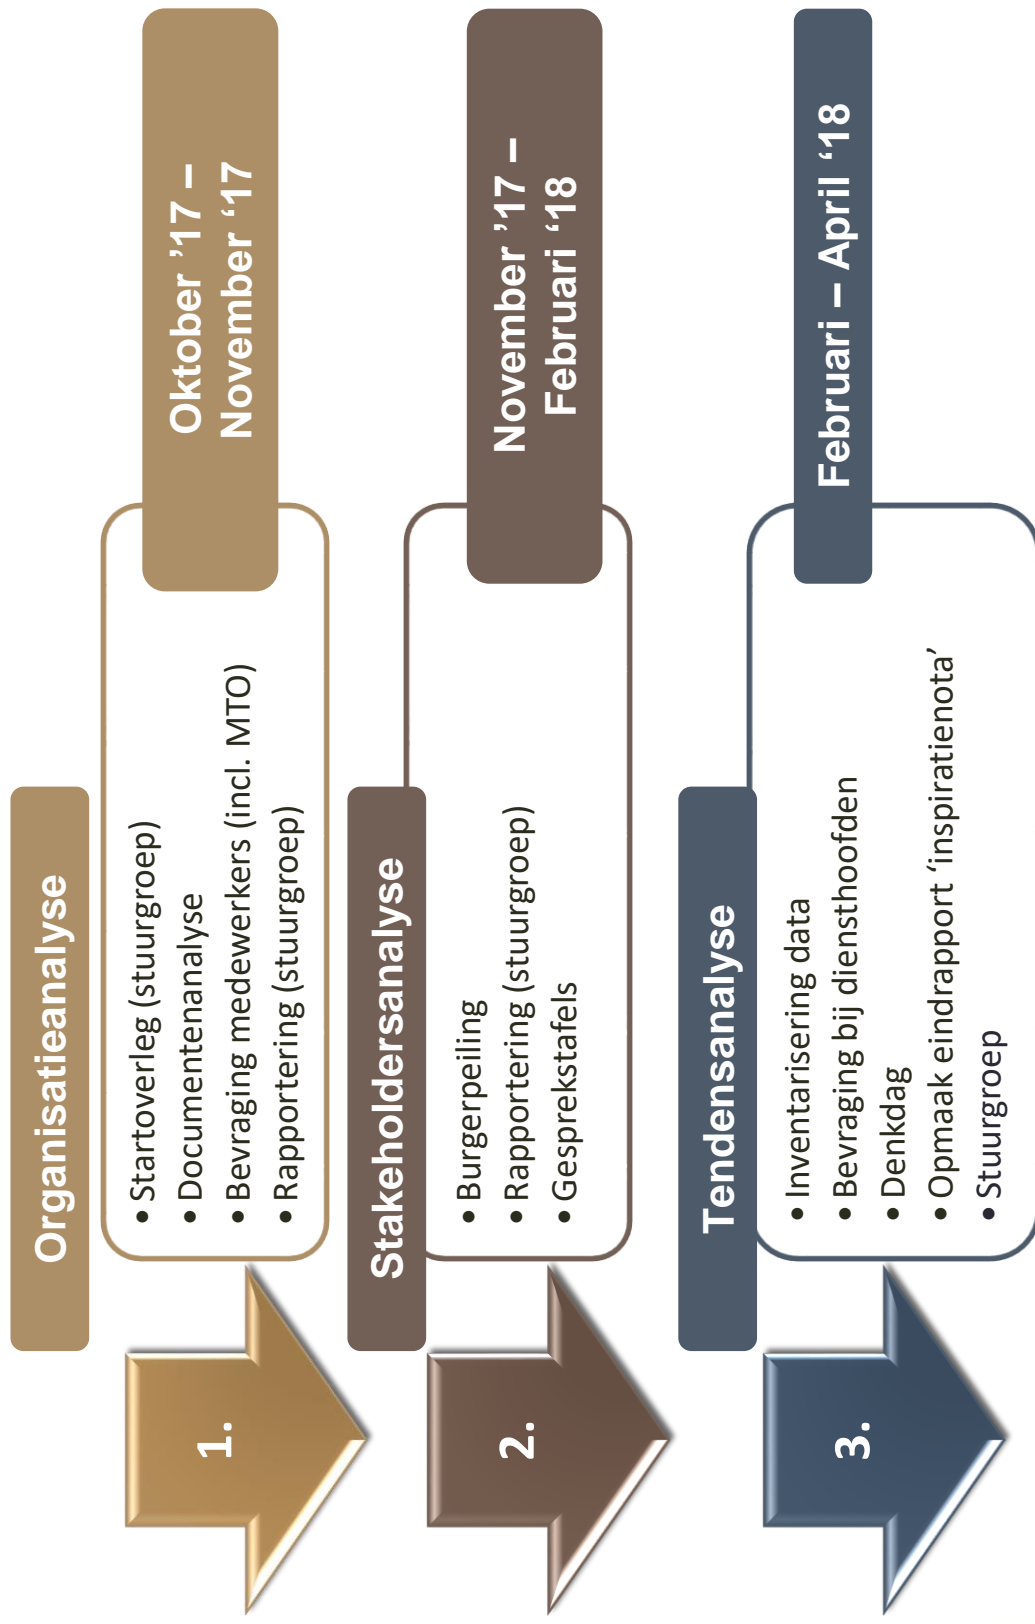 1.
Organisatieanalyse
• Startoverleg (stuurgroep)
• Documentenanalyse
• Bevraging medewerkers (incl. MTO)
• Rapportering (stuurgroep)
Oktober ’17 –
November ‘17
2.
Stakeholdersanalyse
• Burgerpeiling
• Rapportering (stuurgroep)
• Gesprekstafels
November ’17 –
Februari ‘18
3.
Tendensanalyse
• Inventarisering data
• Bevraging bij diensthoofden
• Denkdag
• Opmaak eindrapport ‘inspiratienota’
• Stuurgroep
Februari – April ‘18